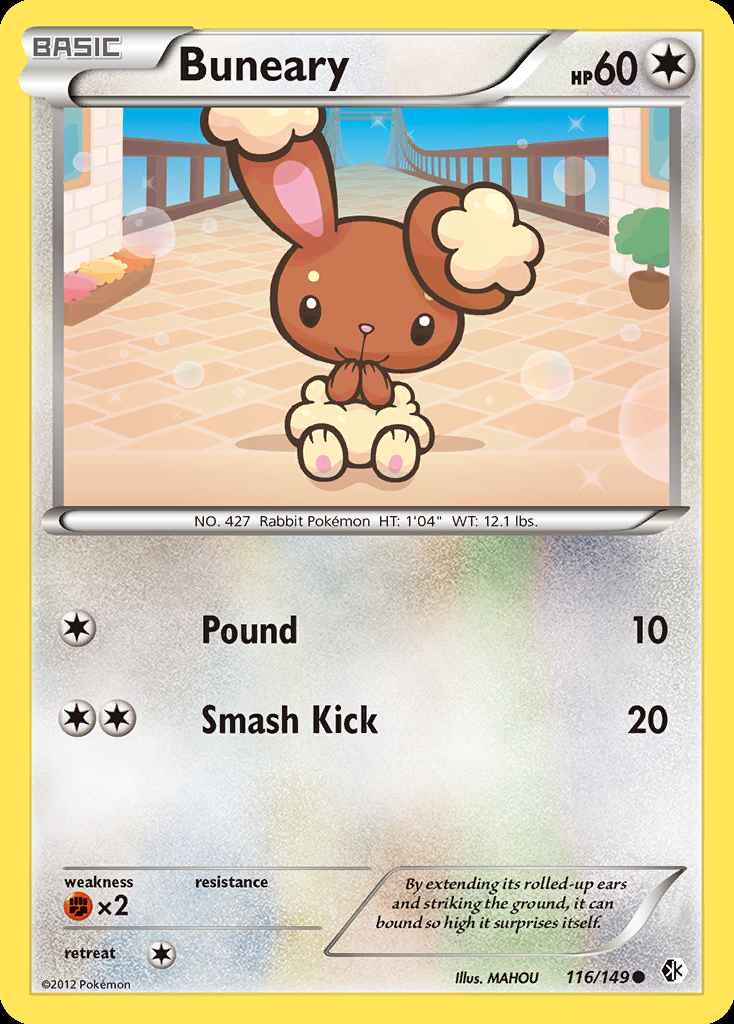 BASIC
Buneary
HP60
NO. 427 Rabbit Pokémon HT: 1'04" WT: 12.1 lbs.
Pound 10
Smash Kick 20
weakness
×2
resistance
retreat
By extending its rolled-up ears
and striking the ground, it can
bound so high it surprises itself.
©2012 Pokémon
Illus. MAHOU
116/149